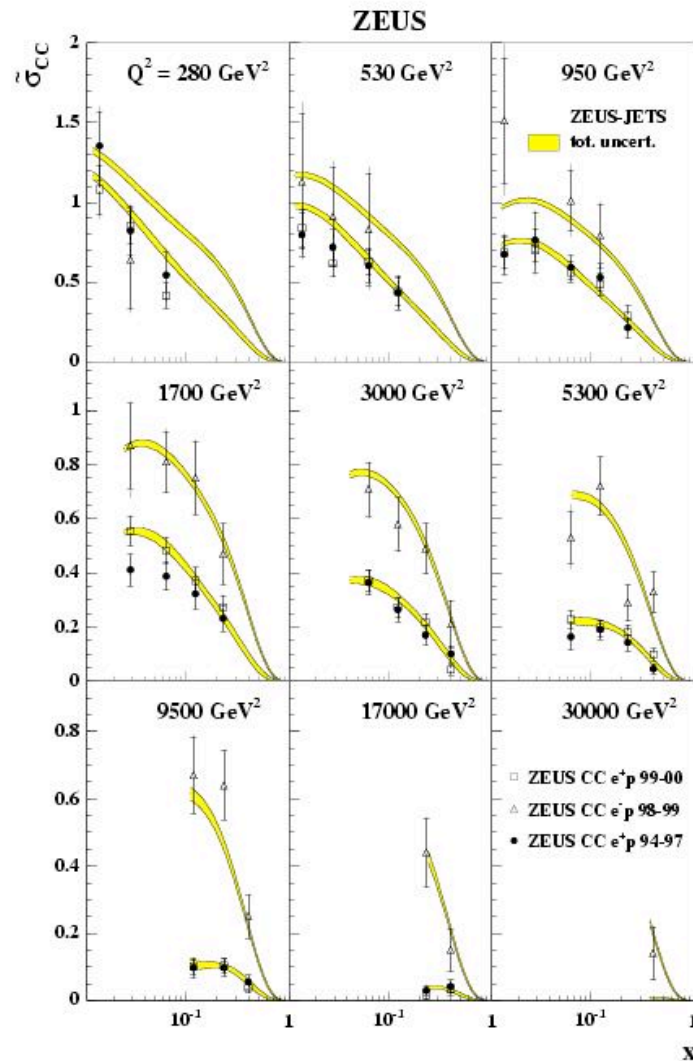 ZEUS
σ̃CC
Q² = 280 GeV²
530 GeV²
950 GeV²
ZEUS-JETS
tot. uncert.
2
1.5
1
0.5
0
1700 GeV²
3000 GeV²
5300 GeV²
1
0.8
0.6
0.4
0.2
0
9500 GeV²
17000 GeV²
30000 GeV²
ZEUS CC e⁺p 99-00
ZEUS CC e⁻p 98-99
ZEUS CC e⁺p 94-97
0.8
0.6
0.4
0.2
0
10⁻¹ 1 10⁻¹ 1 10⁻¹ 1
x